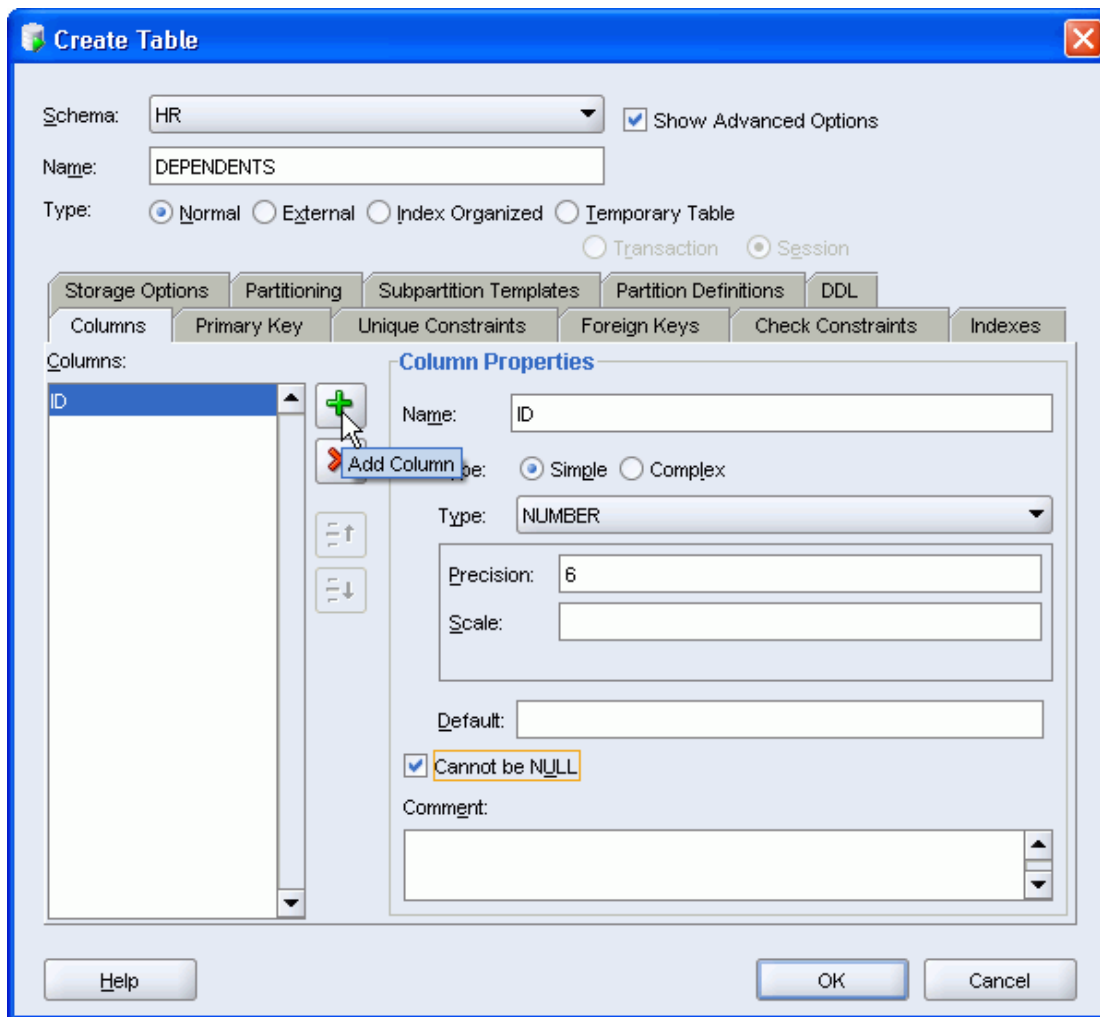 Create Table
Schema: HR Show Advanced Options
Name: DEPENDENTS
Type: Normal External Index Organized Temporary Table
Transaction Session
Storage Options Partitioning Subpartition Templates Partition Definitions DDL
Columns Primary Key Unique Constraints Foreign Keys Check Constraints Indexes
Columns: Column Properties
ID
Name: ID
Add Column
Simple Complex
Type: NUMBER
Precision: 6
Scale:
Default:
Cannot be NULL
Comment:
Help OK Cancel